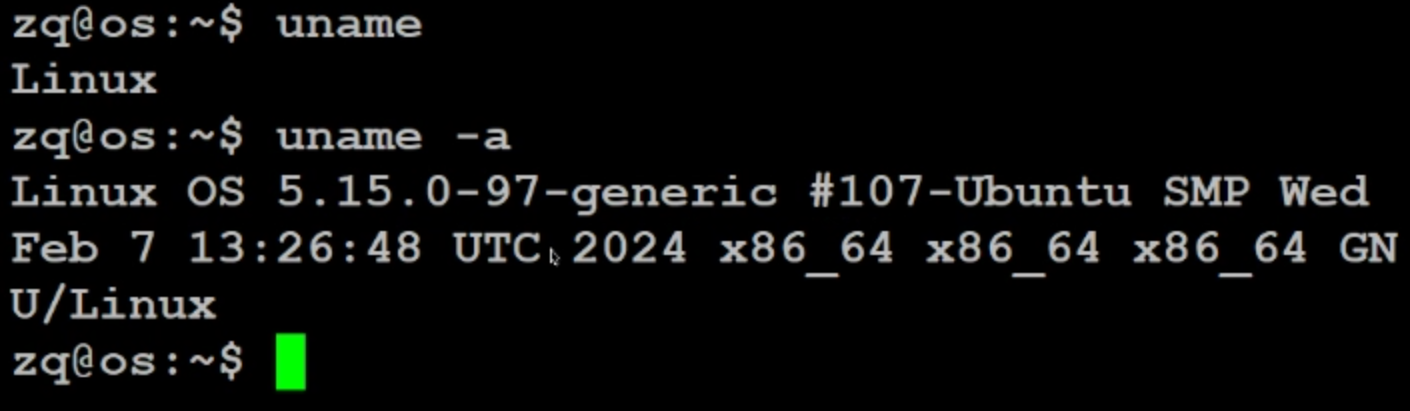 zq@os:~$ uname
Linux
zq@os:~$ uname -a
Linux OS 5.15.0-97-generic #107-Ubuntu SMP Wed
Feb 7 13:26:48 UTC 2024 x86_64 x86_64 x86_64 GN
U/Linux
zq@os:~$